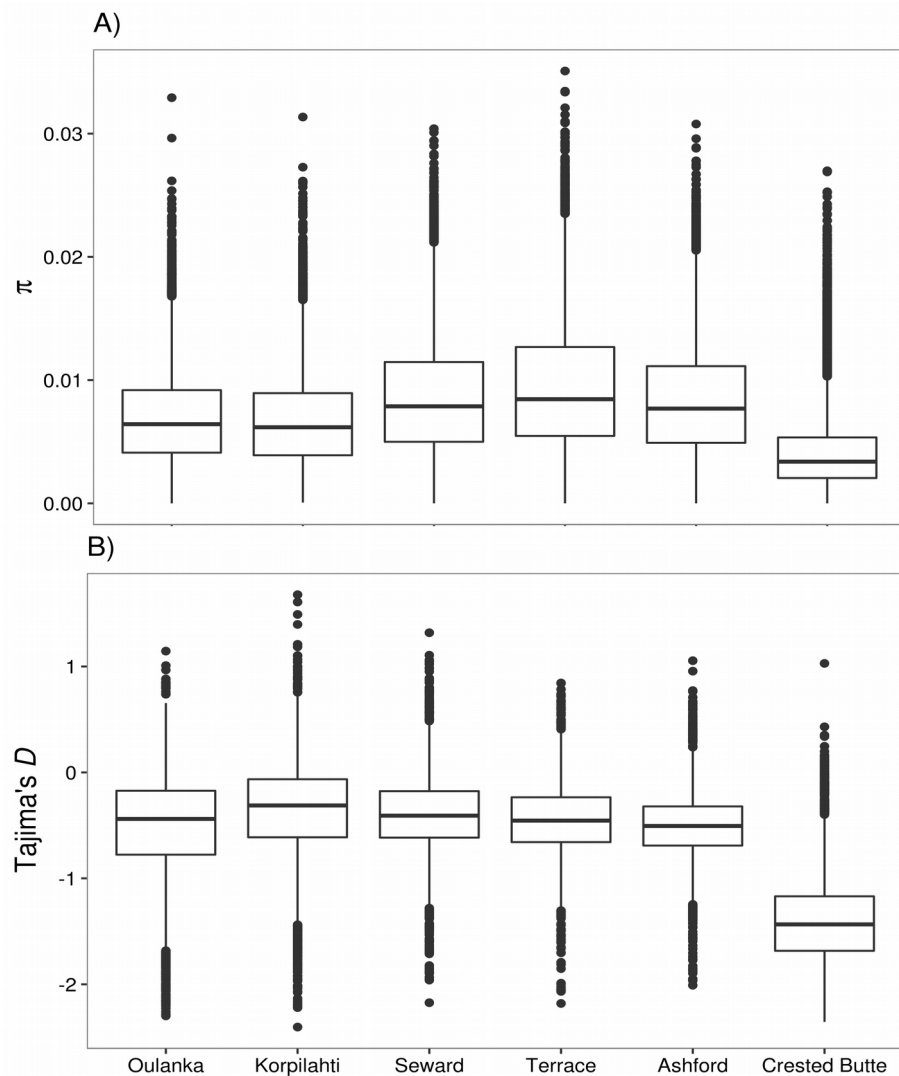 A)
0.03
0.02
π
0.01
0.00
B)
1
0
Tajima's D
-1
-2
Oulanka Korpilahti Seward Terrace Ashford Crested Butte